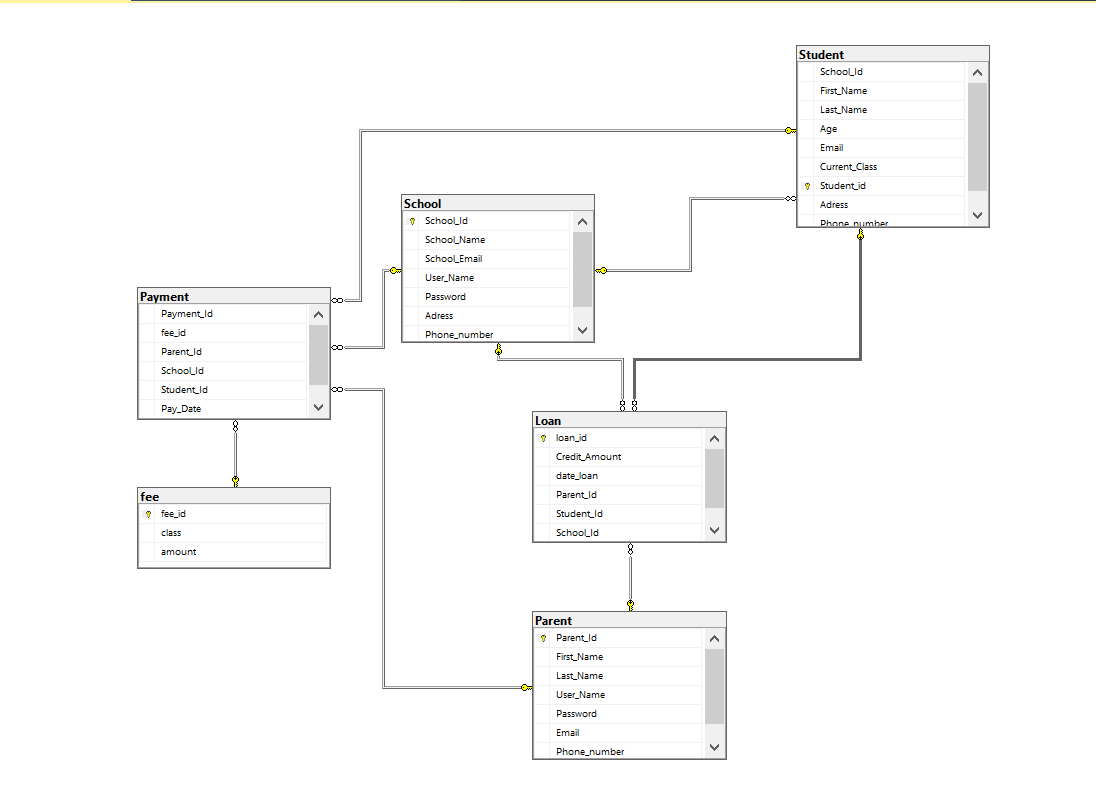 Student
School_Id
First_Name
Last_Name
Age
Email
Current_Class
Student_id
Adress
Phone_number
School
School_Id
School_Name
School_Email
User_Name
Password
Adress
Phone_number
Payment
Payment_Id
fee_id
Parent_Id
School_Id
Student_Id
Pay_Date
fee
fee_id
class
amount
Loan
loan_id
Credit_Amount
date_loan
Parent_Id
Student_Id
School_Id
Parent
Parent_Id
First_Name
Last_Name
User_Name
Password
Email
Phone_number